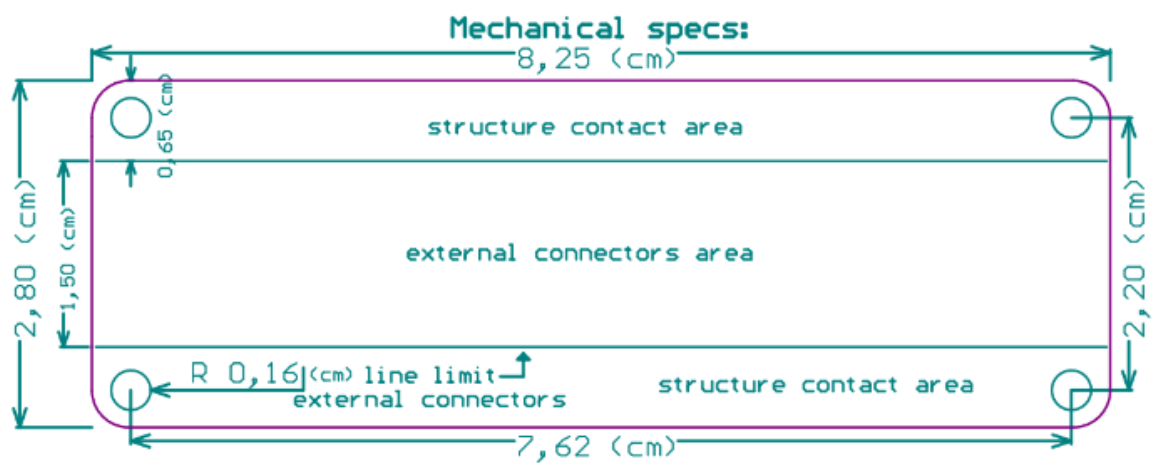 Mechanical specs:
8,25 (cm)
0,65 (cm)
structure contact area
2,80 (cm)
1,50 (cm)
external connectors area
2,20 (cm)
R 0,16(cm) line limit
external connectors
structure contact area
7,62 (cm)